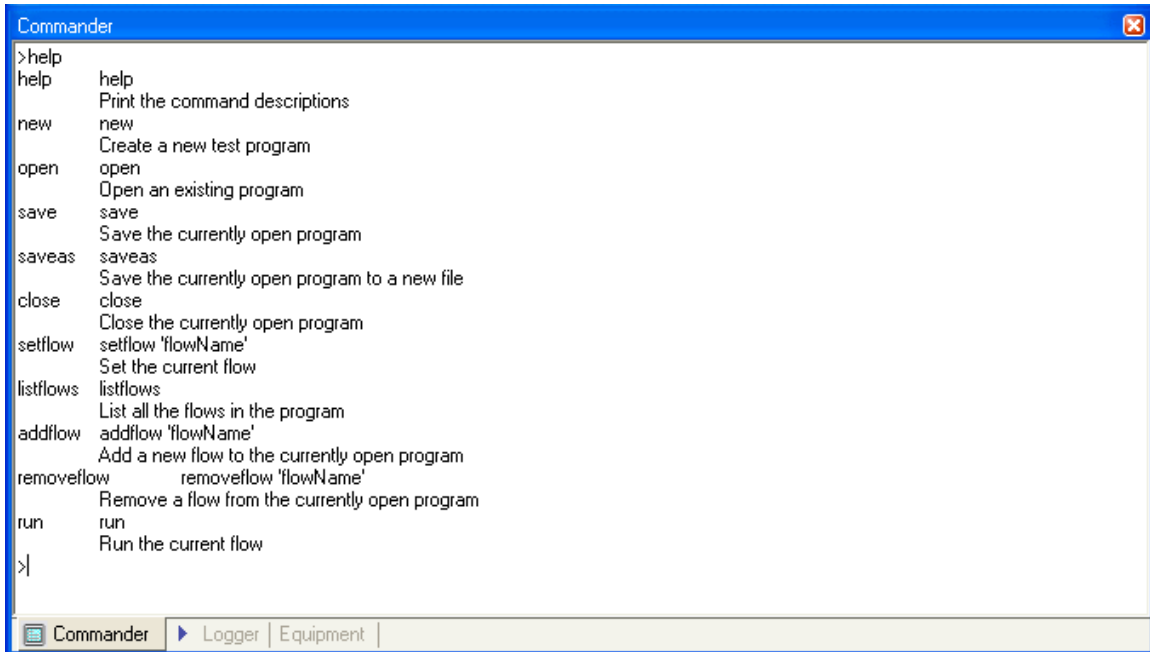 Commander
>help
help help
Print the command descriptions
new new
Create a new test program
open open
Open an existing program
save save
Save the currently open program
saveas saveas
Save the currently open program to a new file
close close
Close the currently open program
setflow setflow 'flowName'
Set the current flow
listflows listflows
List all the flows in the program
addflow addflow 'flowName'
Add a new flow to the currently open program
removeflow removeflow 'flowName'
Remove a flow from the currently open program
run run
Run the current flow
>
Commander Logger Equipment